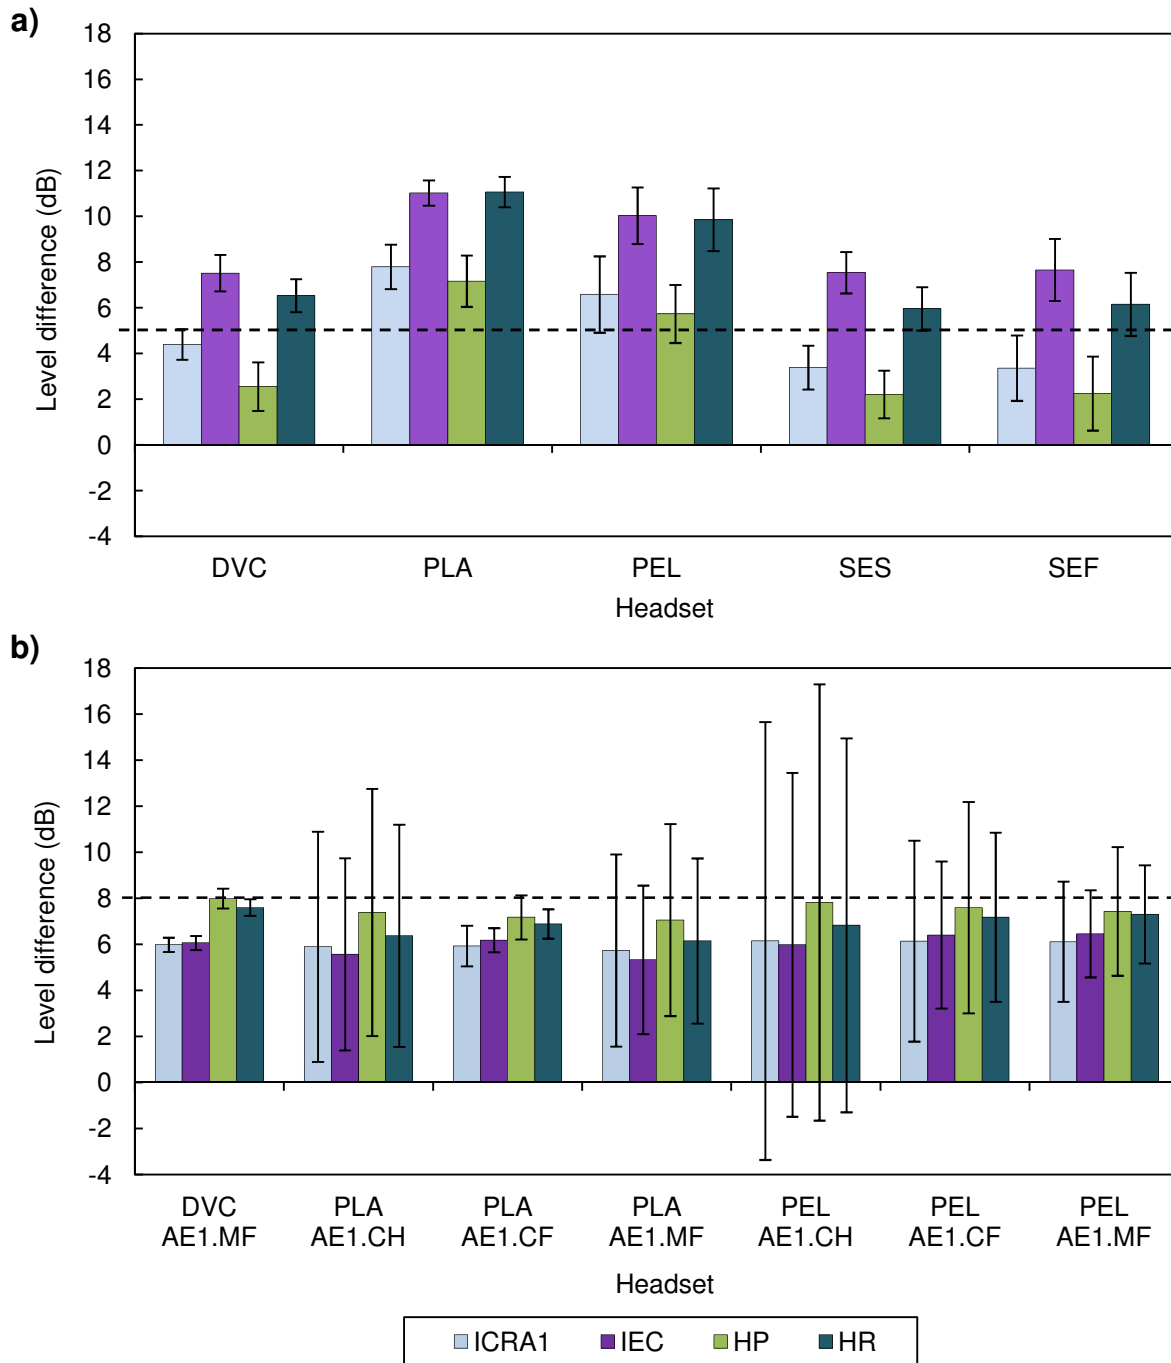 a)
18
16
14
12
10
8
6
4
2
0
-2
-4
Level difference (dB)
DVC PLA PEL SES SEF
Headset
b)
18
16
14
12
10
8
6
4
2
0
-2
-4
Level difference (dB)
DVC PLA PLA PLA PEL PEL PEL
AE1.MF AE1.CH AE1.CF AE1.MF AE1.CH AE1.CF AE1.MF
Headset
ICRA1 IEC HP HR